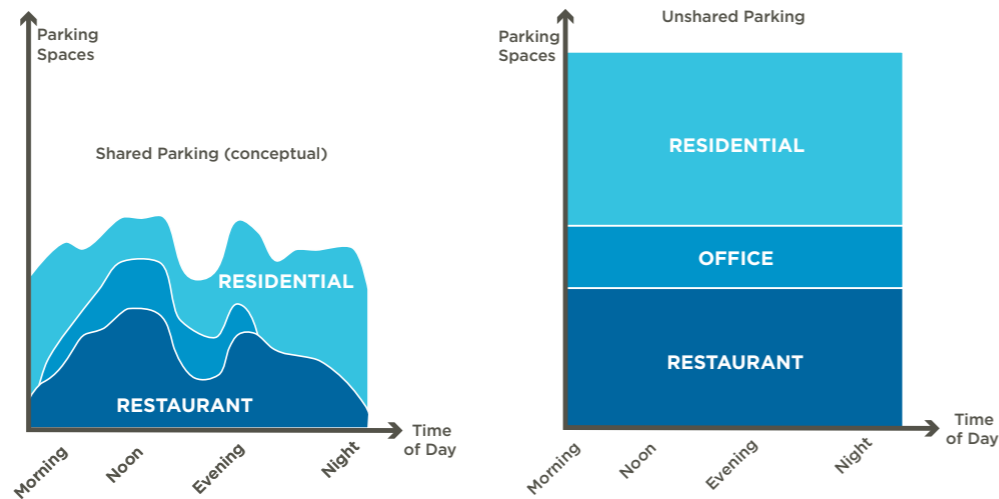 Parking
Spaces
Shared Parking (conceptual)
RESIDENTIAL
RESTAURANT
Time
of Day
Morning
Noon
Evening
Night
Unshared Parking
Parking
Spaces
RESIDENTIAL
OFFICE
RESTAURANT
Time
of Day
Morning
Noon
Evening
Night